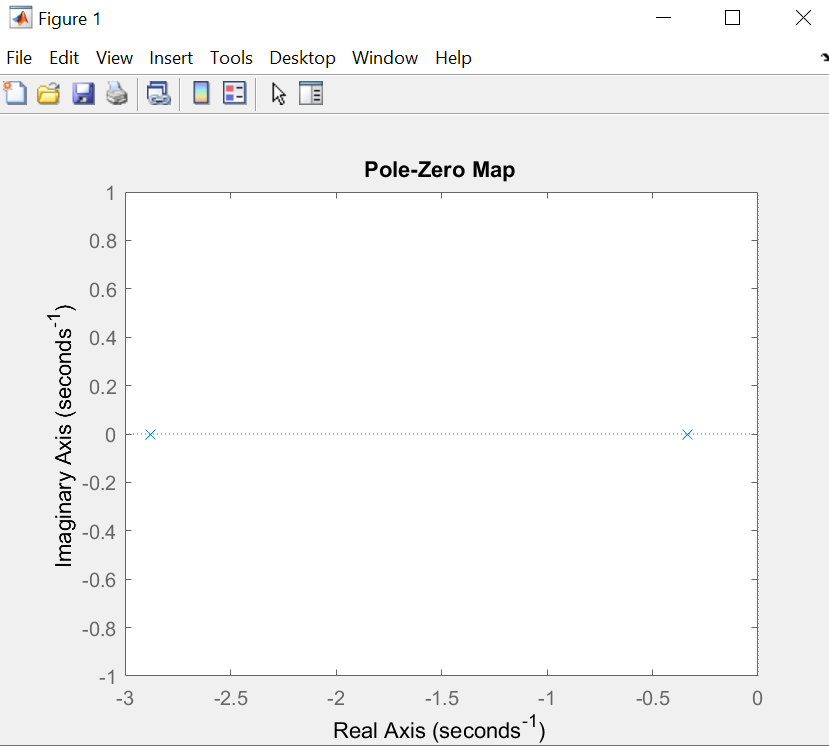 Figure 1
File Edit View Insert Tools Desktop Window Help
Pole-Zero Map
1
0.8
0.6
0.4
0.2
0
-0.2
-0.4
-0.6
-0.8
-1
Imaginary Axis (seconds⁻¹)
-3 -2.5 -2 -1.5 -1 -0.5 0
Real Axis (seconds⁻¹)